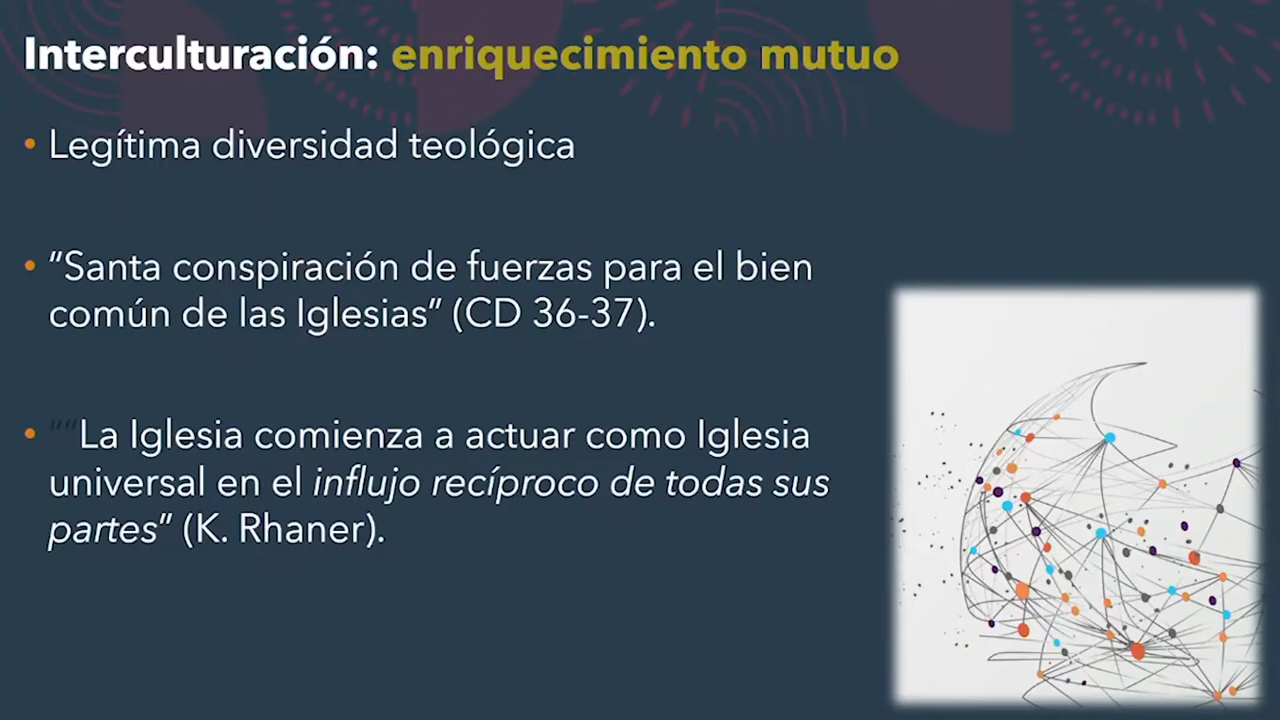 Interculturación: enriquecimiento mutuo
• Legítima diversidad teológica
• “Santa conspiración de fuerzas para el bien
común de las Iglesias” (CD 36-37).
• ““La Iglesia comienza a actuar como Iglesia
universal en el influjo recíproco de todas sus
partes” (K. Rhaner).